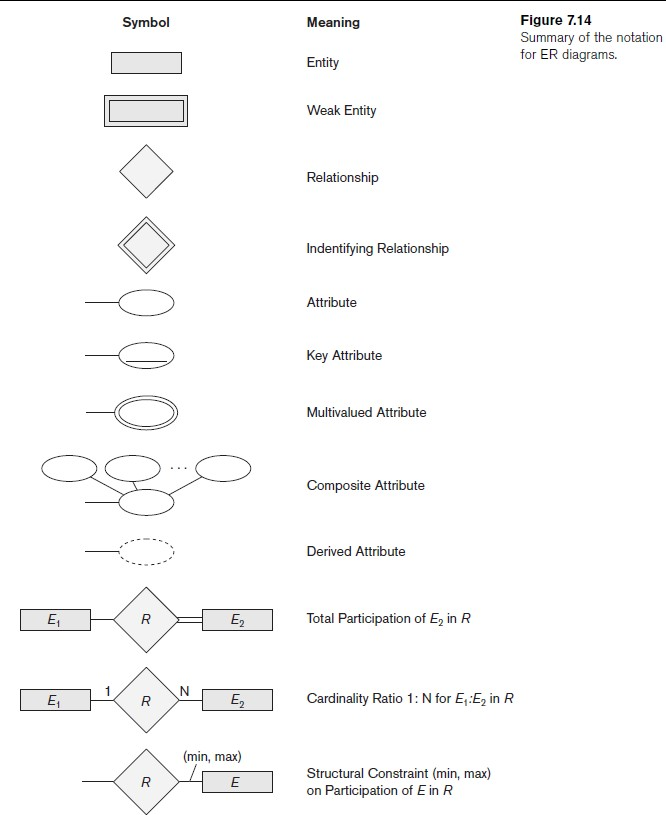 Symbol Meaning Figure 7.14
Summary of the notation
for ER diagrams.
Entity
Weak Entity
Relationship
Indentifying Relationship
Attribute
Key Attribute
Multivalued Attribute
. . .
Composite Attribute
Derived Attribute
E₁ R E₂ Total Participation of E₂ in R
E₁ 1 R N E₂ Cardinality Ratio 1: N for E₁:E₂ in R
(min, max)
R E Structural Constraint (min, max)
on Participation of E in R